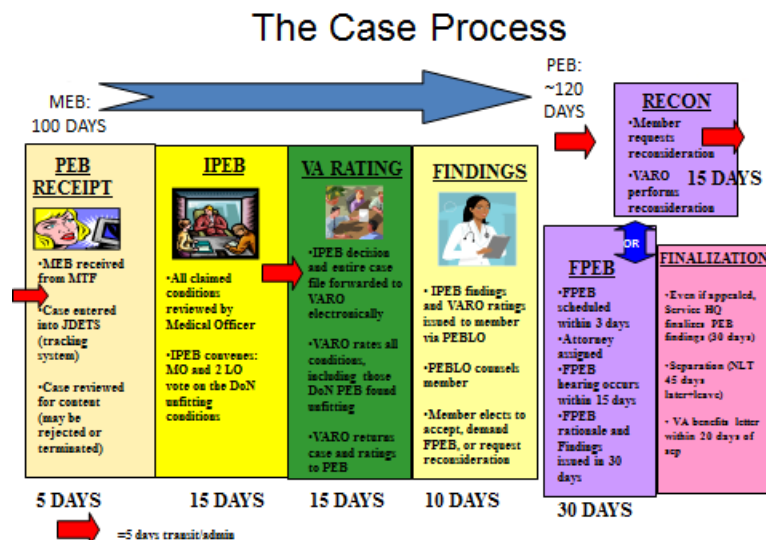 The Case Process
MEB:
100 DAYS
PEB:
~120
DAYS
PEB
RECEIPT
•MEB received
from MTF
•Case entered
into JDETS
(tracking
system)
•Case reviewed
for content
(may be
rejected or
terminated)
5 DAYS
IPEB
•All claimed
conditions
reviewed by
Medical Officer
•IPEB convenes:
MO and 2 LO
vote on the DoN
unfitting
conditions
15 DAYS
VA RATING
•IPEB decision
and entire case
file forwarded to
VARO
electronically
•VARO rates all
conditions,
including those
DoN PEB found
unfitting
•VARO returns
case and ratings
to PEB
15 DAYS
FINDINGS
•IPEB findings
and VARO ratings
issued to member
via PEBLO
•PEBLO counsels
member
•Member elects to
accept, demand
FPEB, or request
reconsideration
10 DAYS
RECON
•Member
requests
reconsideration
•VARO
performs
reconsideration
15 DAYS
OR
FPEB
•FPEB
scheduled
within 3 days
•Attorney
assigned
•FPEB
hearing occurs
within 15 days
•FPEB
rationale and
Findings
issued in 30
days
30 DAYS
FINALIZATION
•Even if appealed,
Service HQ
finalizes PEB
findings (30 days)
•Separation (NLT
45 days
later+leave)
•VA benefits letter
within 20 days of
sep
=5 days transit/admin